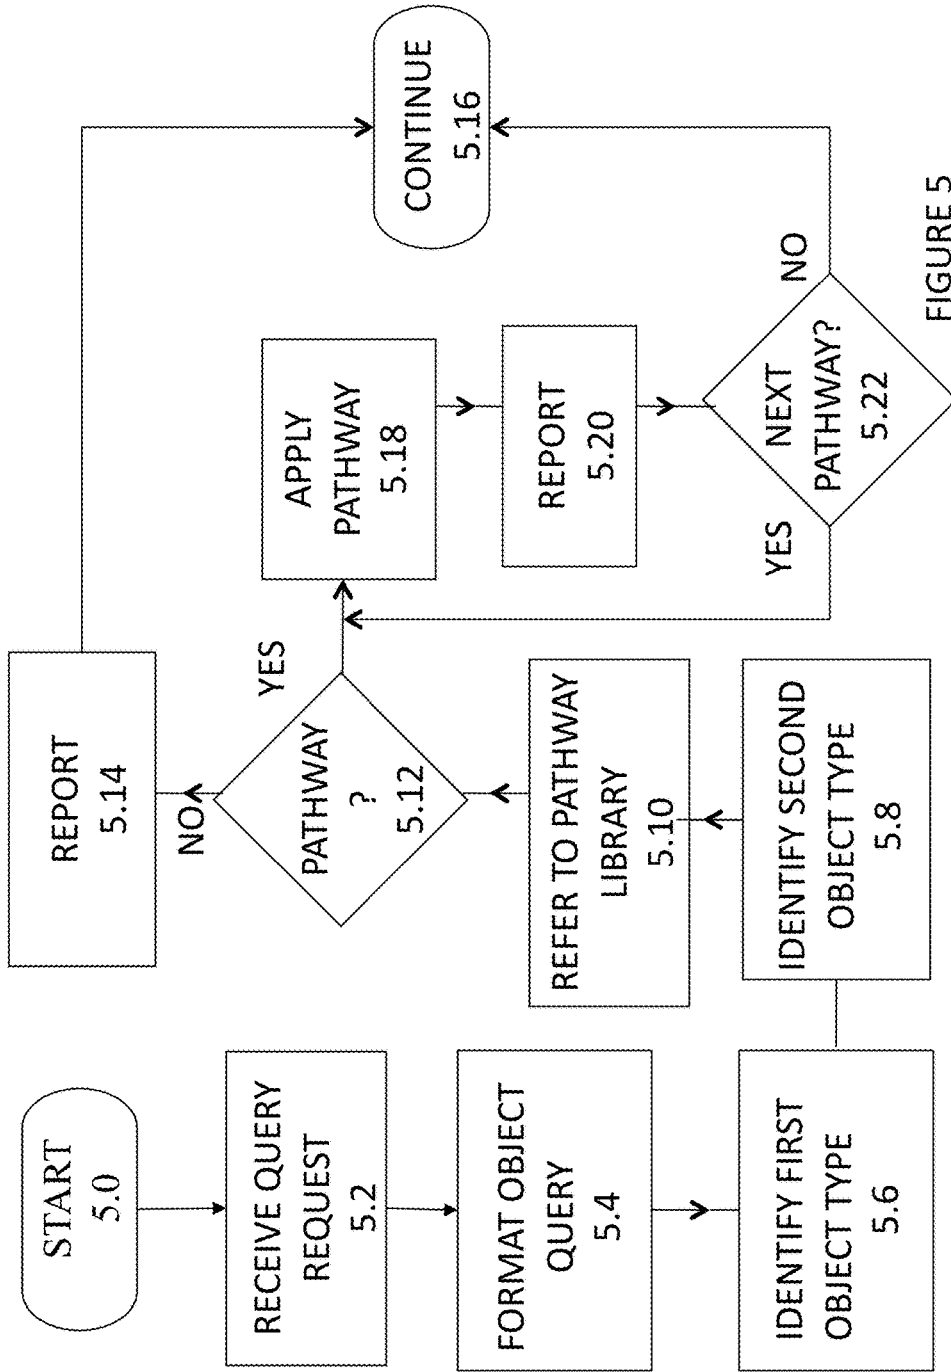 START
5.0
RECEIVE QUERY
REQUEST
5.2
FORMAT OBJECT
QUERY
5.4
IDENTIFY FIRST
OBJECT TYPE
5.6
IDENTIFY SECOND
OBJECT TYPE
5.8
REFER TO PATHWAY
LIBRARY
5.10
PATHWAY
?
5.12
NO
YES
REPORT
5.14
APPLY
PATHWAY
5.18
REPORT
5.20
NEXT
PATHWAY?
5.22
YES
NO
CONTINUE
5.16
FIGURE 5